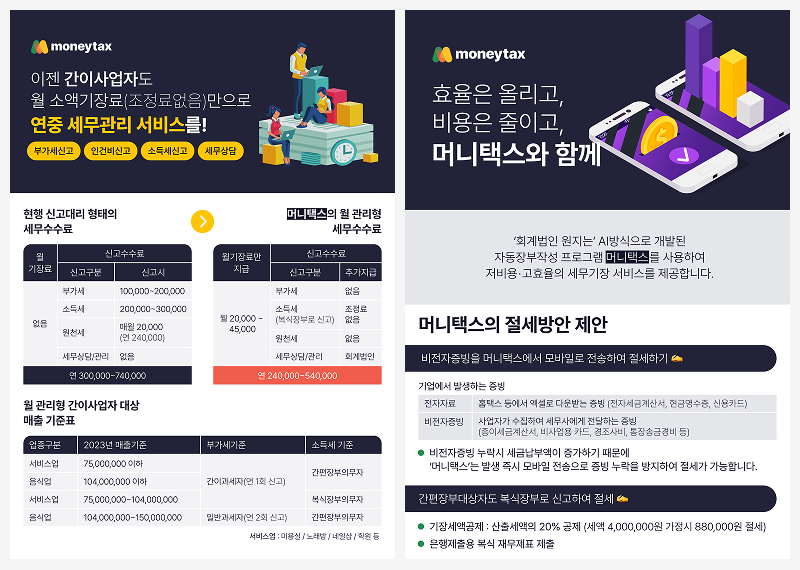 moneytax
이젠 간이사업자도
월 소액기장료(조정료없음)만으로
연중 세무관리 서비스를!
부가세신고 인건비신고 소득세신고 세무상담
현행 신고대리 형태의
세무수수료
머니택스의 월 관리형
세무수수료
월
기장료
신고수수료
신고구분 신고시
없음
부가세 100,000~200,000
소득세 200,000~300,000
원천세 매월 20,000
(연 240,000)
세무상담/관리 없음
연 300,000~740,000
월기장료만
지급
신고수수료
신고구분 추가지급
월 20,000 ~
45,000
부가세 없음
소득세
(복식장부로 신고)
조정료
없음
원천세 없음
세무상담/관리 회계법인
연 240,000~540,000
월 관리형 간이사업자 대상
매출 기준표
업종구분 2023년 매출기준 부가세기준 소득세 기준
서비스업 75,000,000 이하
음식업 104,000,000 이하
간이과세자(연 1회 신고)
간편장부의무자
서비스업 75,000,000~104,000,000 복식장부의무자
음식업 104,000,000~150,000,000 일반과세자(연 2회 신고) 간편장부의무자
서비스업 : 미용실 / 노래방 / 네일샵 / 학원 등
moneytax
효율은 올리고,
비용은 줄이고,
머니택스와 함께
‘회계법인 원지는’ AI방식으로 개발된
자동장부작성 프로그램 머니택스를 사용하여
저비용·고효율의 세무기장 서비스를 제공합니다.
머니택스의 절세방안 제안
비전자증빙을 머니택스에서 모바일로 전송하여 절세하기
기업에서 발생하는 증빙
전자자료 홈택스 등에서 엑셀로 다운받는 증빙 (전자세금계산서, 현금영수증, 신용카드)
비전자증빙 사업자가 수집하여 세무사에게 전달하는 증빙
(종이세금계산서, 비사업용 카드, 경조사비, 통장송금경비 등)
비전자증빙 누락시 세금납부액이 증가하기 때문에
‘머니택스’는 발생 즉시 모바일 전송으로 증빙 누락을 방지하여 절세가 가능합니다.
간편장부대상자도 복식장부로 신고하여 절세
기장세액공제 : 산출세액의 20% 공제 (세액 4,000,000원 가정시 880,000원 절세)
은행제출용 복식 재무제표 제출